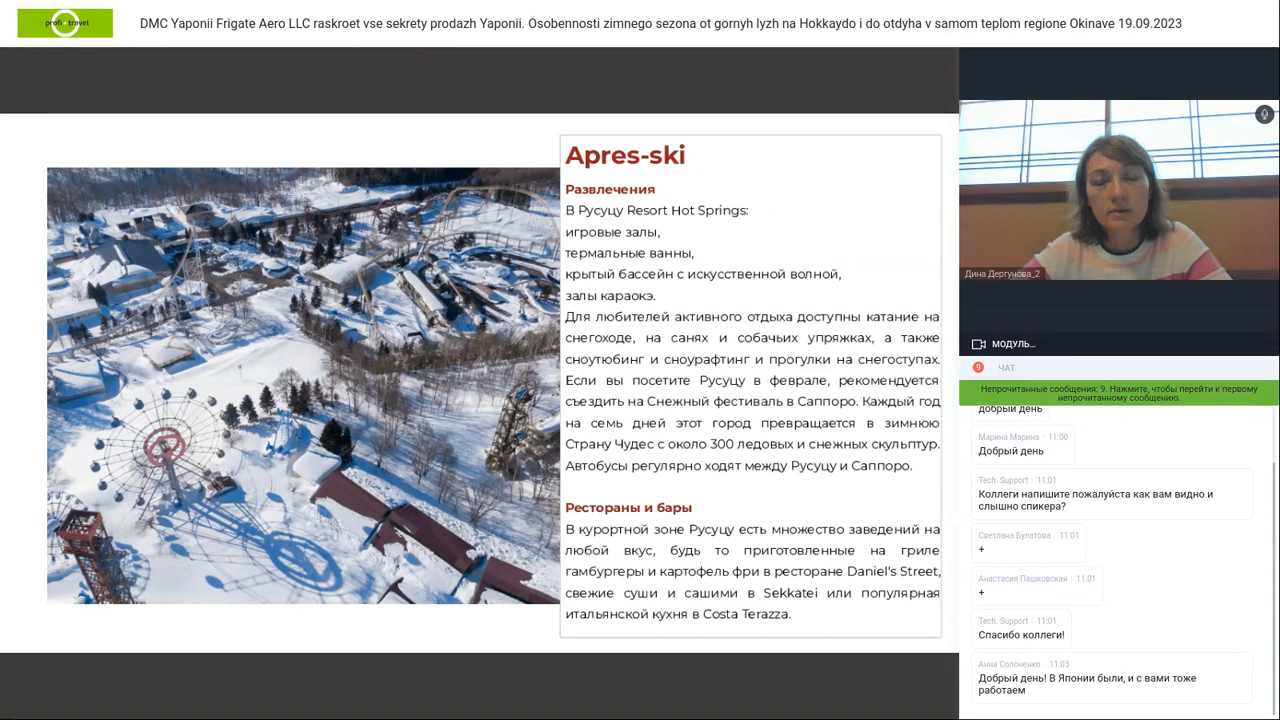 profi travel
DMC Yaponii Frigate Aero LLC raskroet vse sekrety prodazh Yaponii. Osobennosti zimnego sezona ot gornyh lyzh na Hokkaydo i do otdyha v samom teplom regione Okinave 19.09.2023
Apres-ski
Развлечения
В Русуцу Resort Hot Springs:
игровые залы,
термальные ванны,
крытый бассейн с искусственной волной,
залы караокэ.
Для любителей активного отдыха доступны катание на
снегоходе, на санях и собачьих упряжках, а также
сноутюбинг и сноурафтинг и прогулки на снегоступах.
Если вы посетите Русуцу в феврале, рекомендуется
съездить на Снежный фестиваль в Саппоро. Каждый год
на семь дней этот город превращается в зимнюю
Страну Чудес с около 300 ледовых и снежных скульптур.
Автобусы регулярно ходят между Русуцу и Саппоро.
Рестораны и бары
В курортной зоне Русуцу есть множество заведений на
любой вкус, будь то приготовленные на гриле
гамбургеры и картофель фри в ресторане Daniel's Street,
свежие суши и сашими в Sekkatei или популярная
итальянской кухня в Costa Terazza.
Дина Дергунова_2
модуль...
9 ЧАТ
Непрочитанные сообщения: 9. Нажмите, чтобы перейти к первому
непрочитанному сообщению.
добрый день
Марина Марина 11:00
Добрый день
Tech. Support 11:01
Коллеги напишите пожалуйста как вам видно и
слышно спикера?
Светлана Булатова 11:01
+
Анастасия Пашковская 11:01
+
Tech. Support 11:01
Спасибо коллеги!
Анна Солоненко 11:03
Добрый день! В Японии были, и с вами тоже
работаем